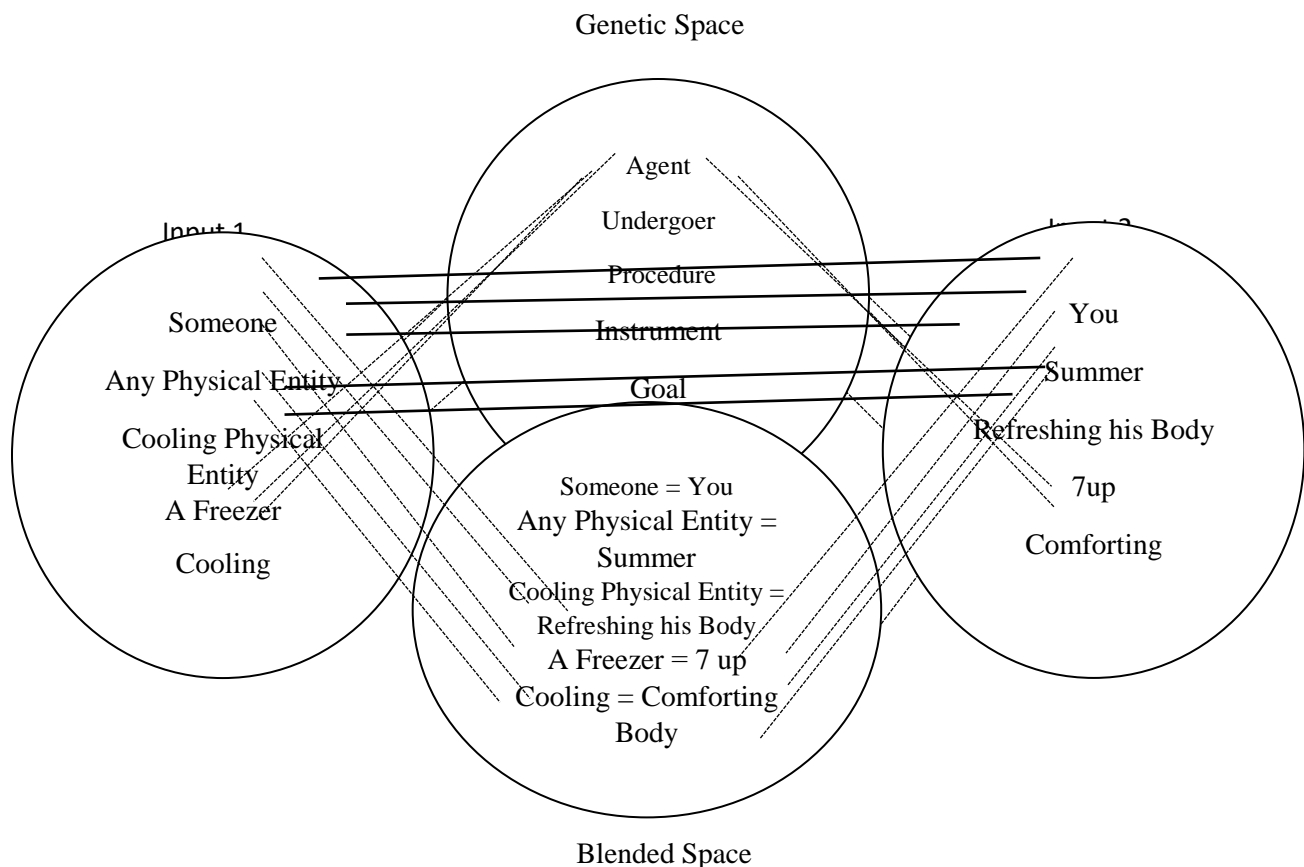 Genetic Space
Agent
Undergoer
Procedure
Instrument
Goal
Input 1
Someone
Any Physical Entity
Cooling Physical
Entity
A Freezer
Cooling
You
Summer
Refreshing his Body
7up
Comforting
Someone = You
Any Physical Entity =
Summer
Cooling Physical Entity =
Refreshing his Body
A Freezer = 7 up
Cooling = Comforting
Body
Blended Space